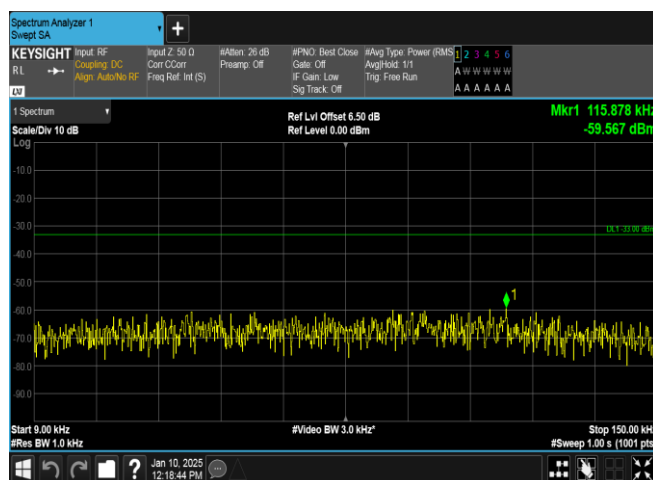 Spectrum Analyzer 1
Swept SA
+
KEYSIGHT Input: RF Input Z: 50 Ω #Atten: 26 dB #PNO: Best Close #Avg Type: Power (RMS 1 2 3 4 5 6
RL Coupling: DC Corr CCorr Preamp: Off Gate: Off Avg|Hold: 1/1 A W W W W W
Align: Auto/No RF Freq Ref: Int (S) IF Gain: Low Trig: Free Run A A A A A A
LXI Sig Track: Off
1 Spectrum Ref Lvl Offset 6.50 dB Mkr1 115.878 kHz
Scale/Div 10 dB Ref Level 0.00 dBm -59.567 dBm
Log
-10.0
-20.0
-30.0 DL1 -33.00 dBm
-40.0
-50.0
-60.0 1
-70.0
-80.0
-90.0
Start 9.00 kHz #Video BW 3.0 kHz* Stop 150.00 kHz
#Res BW 1.0 kHz #Sweep 1.00 s (1001 pts
? Jan 10, 2025
12:18:44 PM